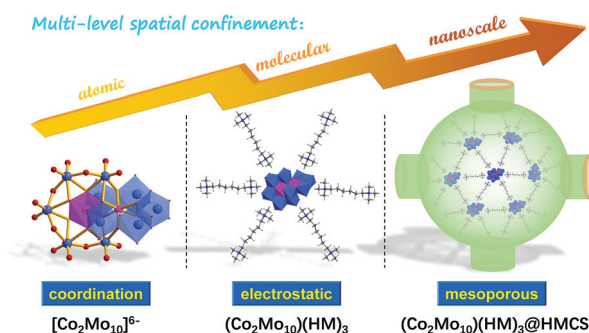 Multi-level spatial confinement:
atomic
molecular
nanoscale
coordination
electrostatic
mesoporous
[Co₂Mo₁₀]⁶⁻
(Co₂Mo₁₀)(HM)₃
(Co₂Mo₁₀)(HM)₃@HMCS